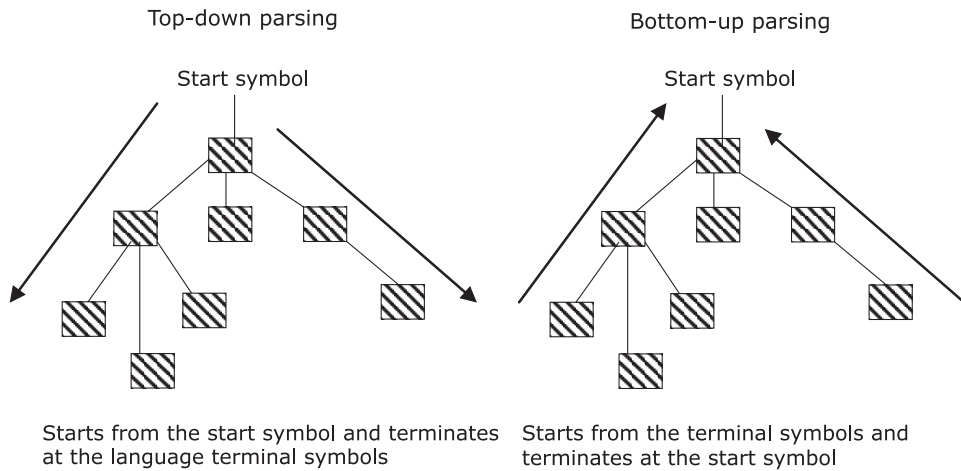 Top-down parsing
Start symbol
Starts from the start symbol and terminates
at the language terminal symbols
Bottom-up parsing
Start symbol
Starts from the terminal symbols and
terminates at the start symbol